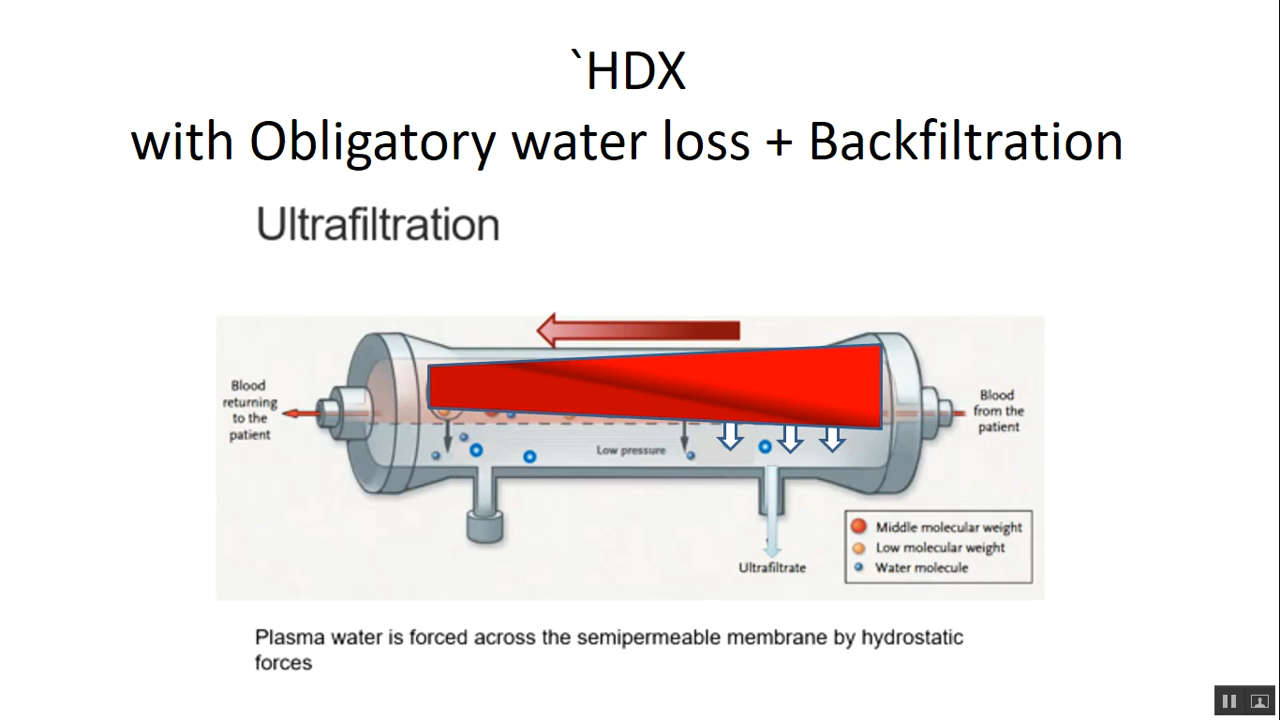 `HDX
with Obligatory water loss + Backfiltration
Ultrafiltration
Blood
returning
to the
patient
Low pressure
Blood
from the
patient
Middle molecular weight
Low molecular weight
Water molecule
Ultrafiltrate
Plasma water is forced across the semipermeable membrane by hydrostatic
forces